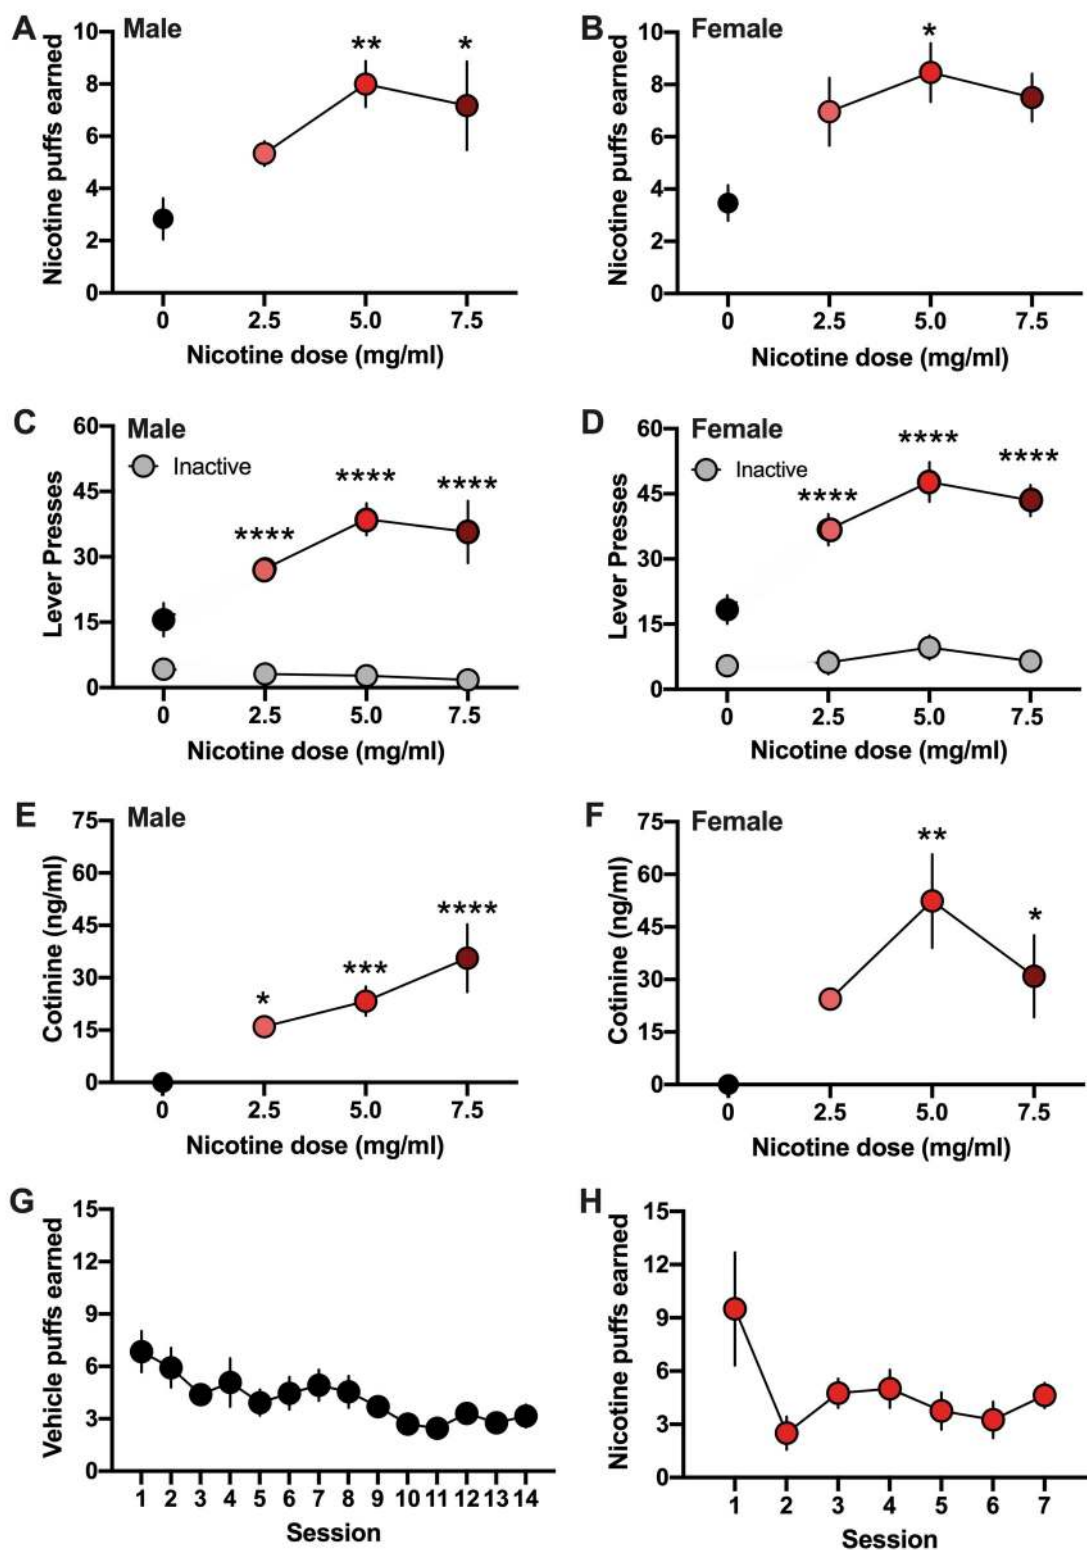 A Male
Nicotine puffs earned
10
8
6
4
2
0
** *
0 2.5 5.0 7.5
Nicotine dose (mg/ml)
B Female
Nicotine puffs earned
10
8
6
4
2
0
*
0 2.5 5.0 7.5
Nicotine dose (mg/ml)
C Male
Inactive
Lever Presses
60
45
30
15
0
**** **** ****
0 2.5 5.0 7.5
Nicotine dose (mg/ml)
D Female
Inactive
Lever Presses
60
45
30
15
0
**** **** ****
0 2.5 5.0 7.5
Nicotine dose (mg/ml)
E Male
Cotinine (ng/ml)
75
60
45
30
15
0
* *** ****
0 2.5 5.0 7.5
Nicotine dose (mg/ml)
F Female
Cotinine (ng/ml)
75
60
45
30
15
0
** *
0 2.5 5.0 7.5
Nicotine dose (mg/ml)
G
Vehicle puffs earned
15
12
9
6
3
0
1 2 3 4 5 6 7 8 9 10 11 12 13 14
Session
H
Nicotine puffs earned
15
12
9
6
3
0
1 2 3 4 5 6 7
Session